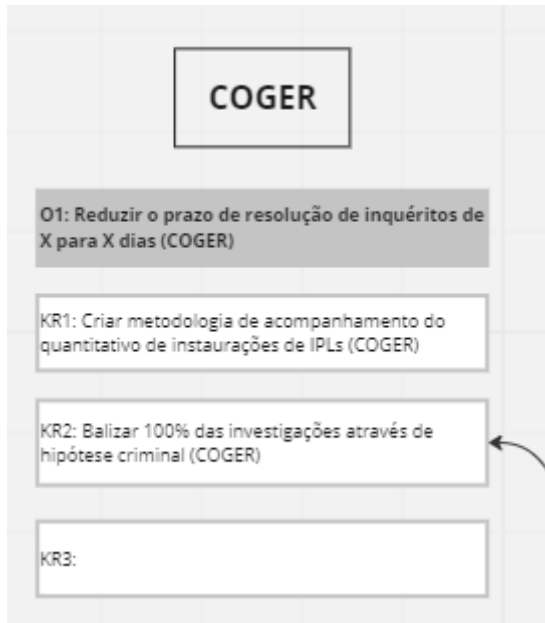 COGER
O1: Reduzir o prazo de resolução de inquéritos de
X para X dias (COGER)
KR1: Criar metodologia de acompanhamento do
quantitativo de instaurações de IPLs (COGER)
KR2: Balizar 100% das investigações através de
hipótese criminal (COGER)
KR3: